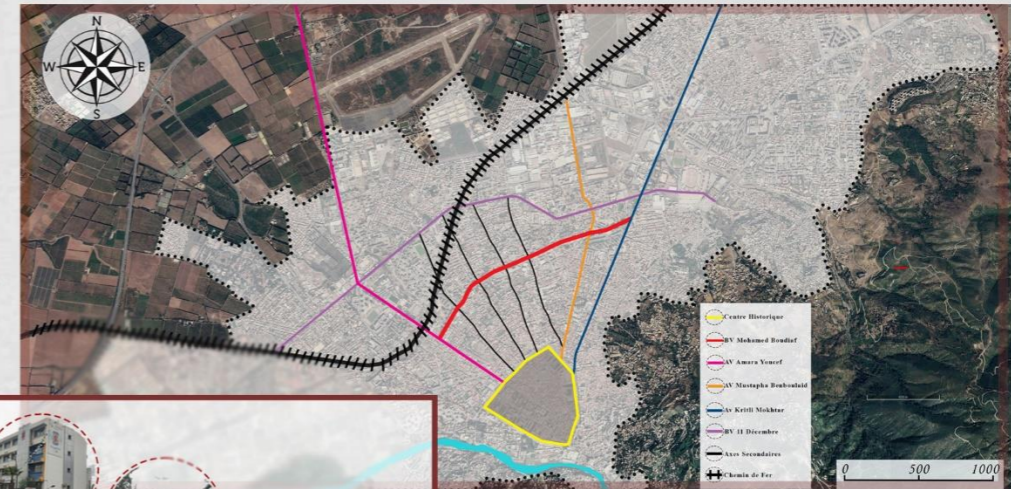 N
W E
S
Centre Historique
BV Mohamed Boudiaf
AV Amara Youcef
AV Mustapha Benboulaid
Av Kritli Mokhtar
BV 11 Décembre
Axes Secondaires
Chemin de Fer
0 500 1000